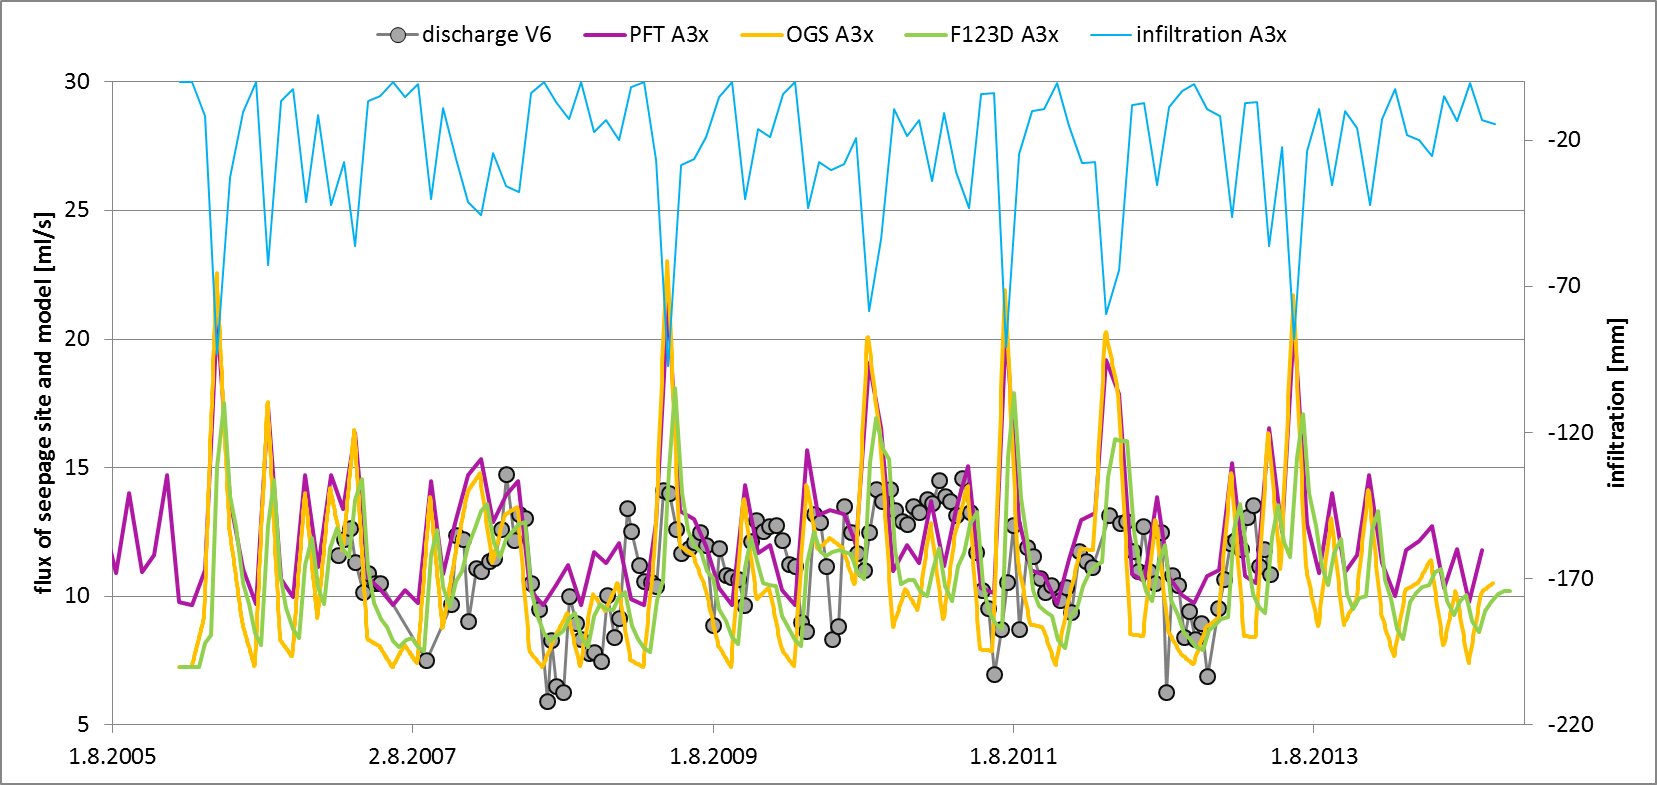 discharge V6 PFT A3x OGS A3x F123D A3x infiltration A3x
30
25
20
15
10
5
flux of seepage site and model [ml/s]
-20
-70
-120
-170
-220
infiltration [mm]
1.8.2005 2.8.2007 1.8.2009 1.8.2011 1.8.2013